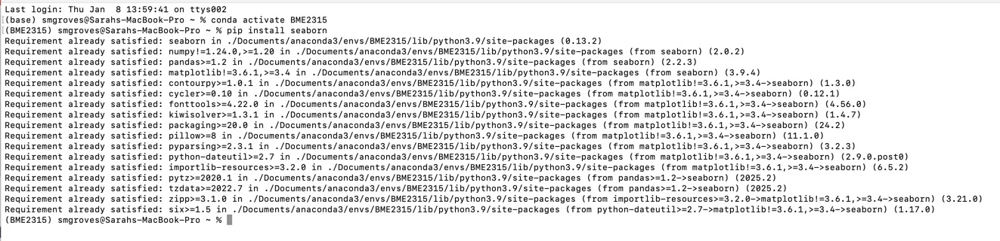 Last login: Thu Jan  8 13:59:41 on ttys002
(base) smgroves@Sarahs-MacBook-Pro ~ % conda activate BME2315
(BME2315) smgroves@Sarahs-MacBook-Pro ~ % pip install seaborn
Requirement already satisfied: seaborn in ./Documents/anaconda3/envs/BME2315/lib/python3.9/site-packages (0.13.2)
Requirement already satisfied: numpy!=1.24.0,>=1.20 in ./Documents/anaconda3/envs/BME2315/lib/python3.9/site-packages (from seaborn) (2.0.2)
Requirement already satisfied: pandas>=1.2 in ./Documents/anaconda3/envs/BME2315/lib/python3.9/site-packages (from seaborn) (2.2.3)
Requirement already satisfied: matplotlib!=3.6.1,>=3.4 in ./Documents/anaconda3/envs/BME2315/lib/python3.9/site-packages (from seaborn) (3.9.4)
Requirement already satisfied: contourpy>=1.0.1 in ./Documents/anaconda3/envs/BME2315/lib/python3.9/site-packages (from matplotlib!=3.6.1,>=3.4->seaborn) (1.3.0)
Requirement already satisfied: cycler>=0.10 in ./Documents/anaconda3/envs/BME2315/lib/python3.9/site-packages (from matplotlib!=3.6.1,>=3.4->seaborn) (0.12.1)
Requirement already satisfied: fonttools>=4.22.0 in ./Documents/anaconda3/envs/BME2315/lib/python3.9/site-packages (from matplotlib!=3.6.1,>=3.4->seaborn) (4.56.0)
Requirement already satisfied: kiwisolver>=1.3.1 in ./Documents/anaconda3/envs/BME2315/lib/python3.9/site-packages (from matplotlib!=3.6.1,>=3.4->seaborn) (1.4.7)
Requirement already satisfied: packaging>=20.0 in ./Documents/anaconda3/envs/BME2315/lib/python3.9/site-packages (from matplotlib!=3.6.1,>=3.4->seaborn) (24.2)
Requirement already satisfied: pillow>=8 in ./Documents/anaconda3/envs/BME2315/lib/python3.9/site-packages (from matplotlib!=3.6.1,>=3.4->seaborn) (11.1.0)
Requirement already satisfied: pyparsing>=2.3.1 in ./Documents/anaconda3/envs/BME2315/lib/python3.9/site-packages (from matplotlib!=3.6.1,>=3.4->seaborn) (3.2.3)
Requirement already satisfied: python-dateutil>=2.7 in ./Documents/anaconda3/envs/BME2315/lib/python3.9/site-packages (from matplotlib!=3.6.1,>=3.4->seaborn) (2.9.0.post0)
Requirement already satisfied: importlib-resources>=3.2.0 in ./Documents/anaconda3/envs/BME2315/lib/python3.9/site-packages (from matplotlib!=3.6.1,>=3.4->seaborn) (6.5.2)
Requirement already satisfied: pytz>=2020.1 in ./Documents/anaconda3/envs/BME2315/lib/python3.9/site-packages (from pandas>=1.2->seaborn) (2025.2)
Requirement already satisfied: tzdata>=2022.7 in ./Documents/anaconda3/envs/BME2315/lib/python3.9/site-packages (from pandas>=1.2->seaborn) (2025.2)
Requirement already satisfied: zipp>=3.1.0 in ./Documents/anaconda3/envs/BME2315/lib/python3.9/site-packages (from importlib-resources>=3.2.0->matplotlib!=3.6.1,>=3.4->seaborn) (3.21.0)
Requirement already satisfied: six>=1.5 in ./Documents/anaconda3/envs/BME2315/lib/python3.9/site-packages (from python-dateutil>=2.7->matplotlib!=3.6.1,>=3.4->seaborn) (1.17.0)
(BME2315) smgroves@Sarahs-MacBook-Pro ~ %